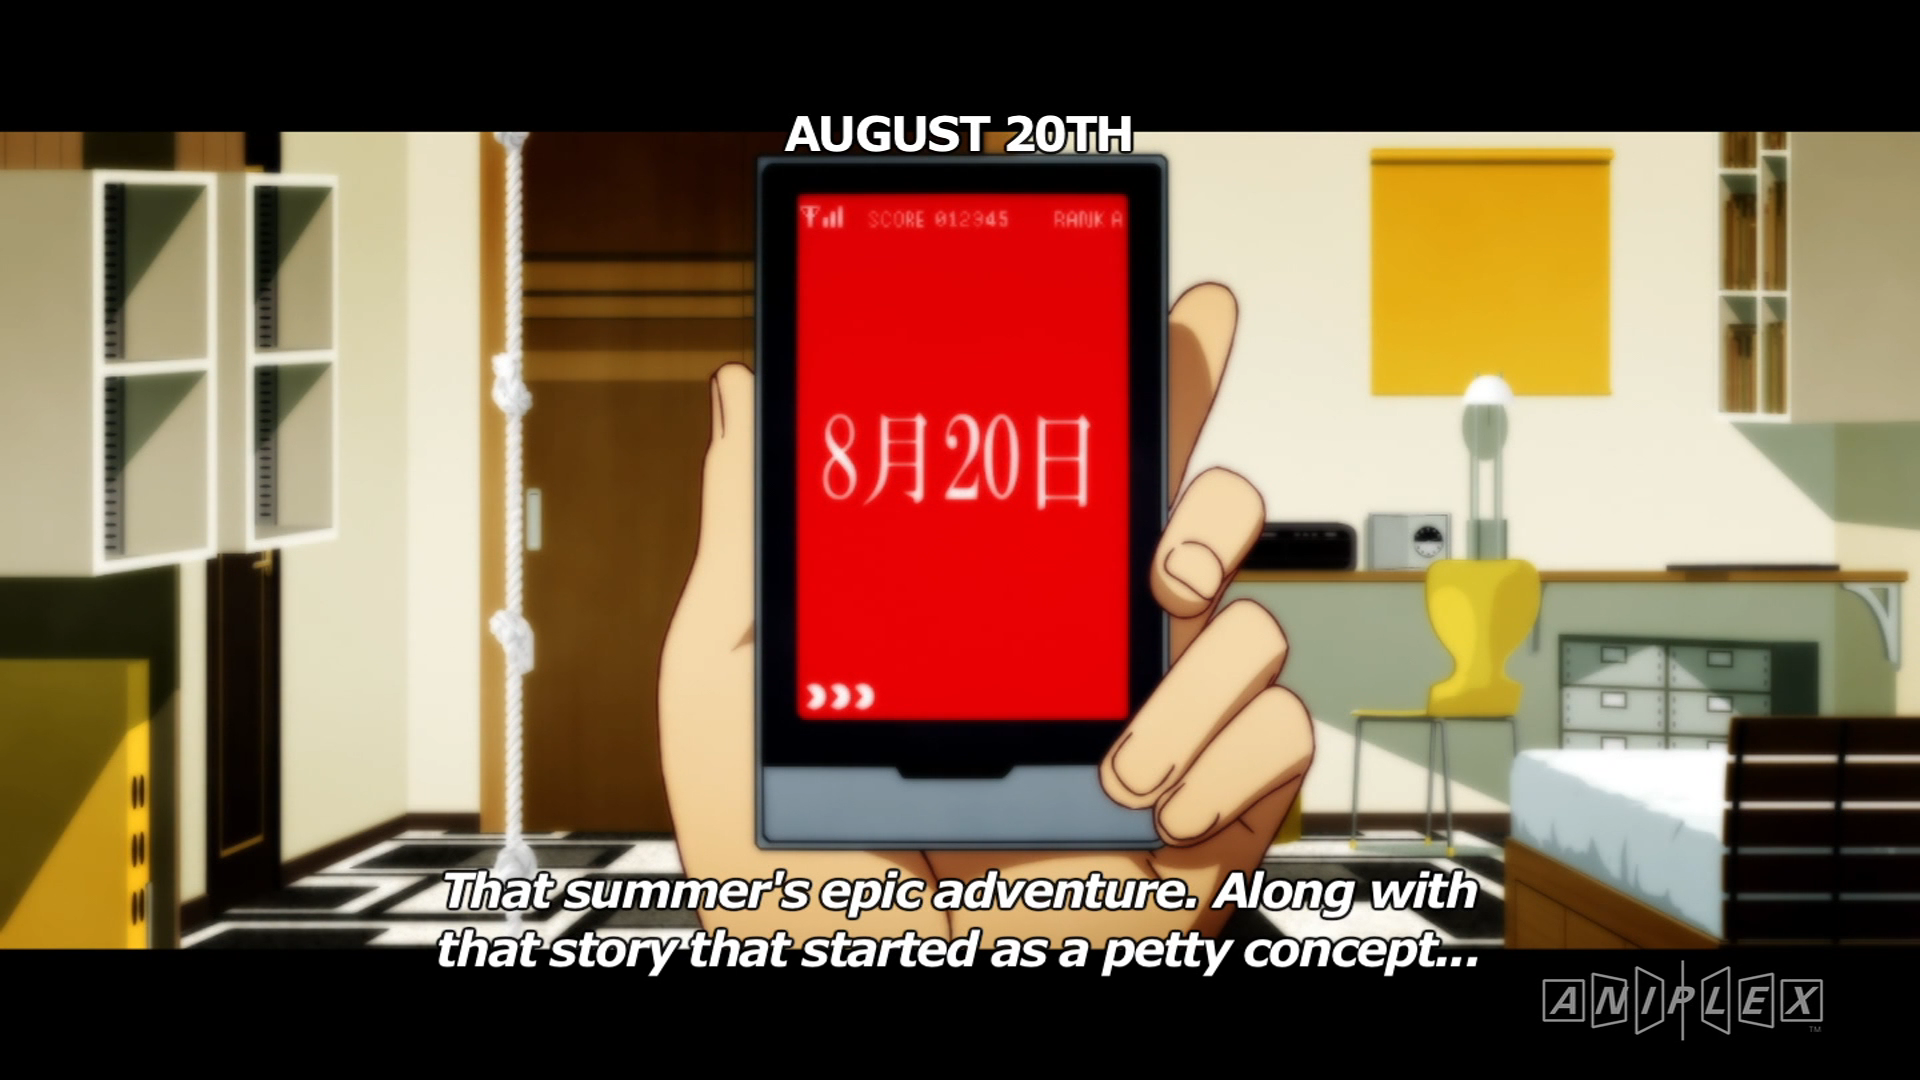 AUGUST 20TH
SCORE 012345 RANK A
8月20日
That summer's epic adventure. Along with
that story that started as a petty concept...
ANIPLEX™